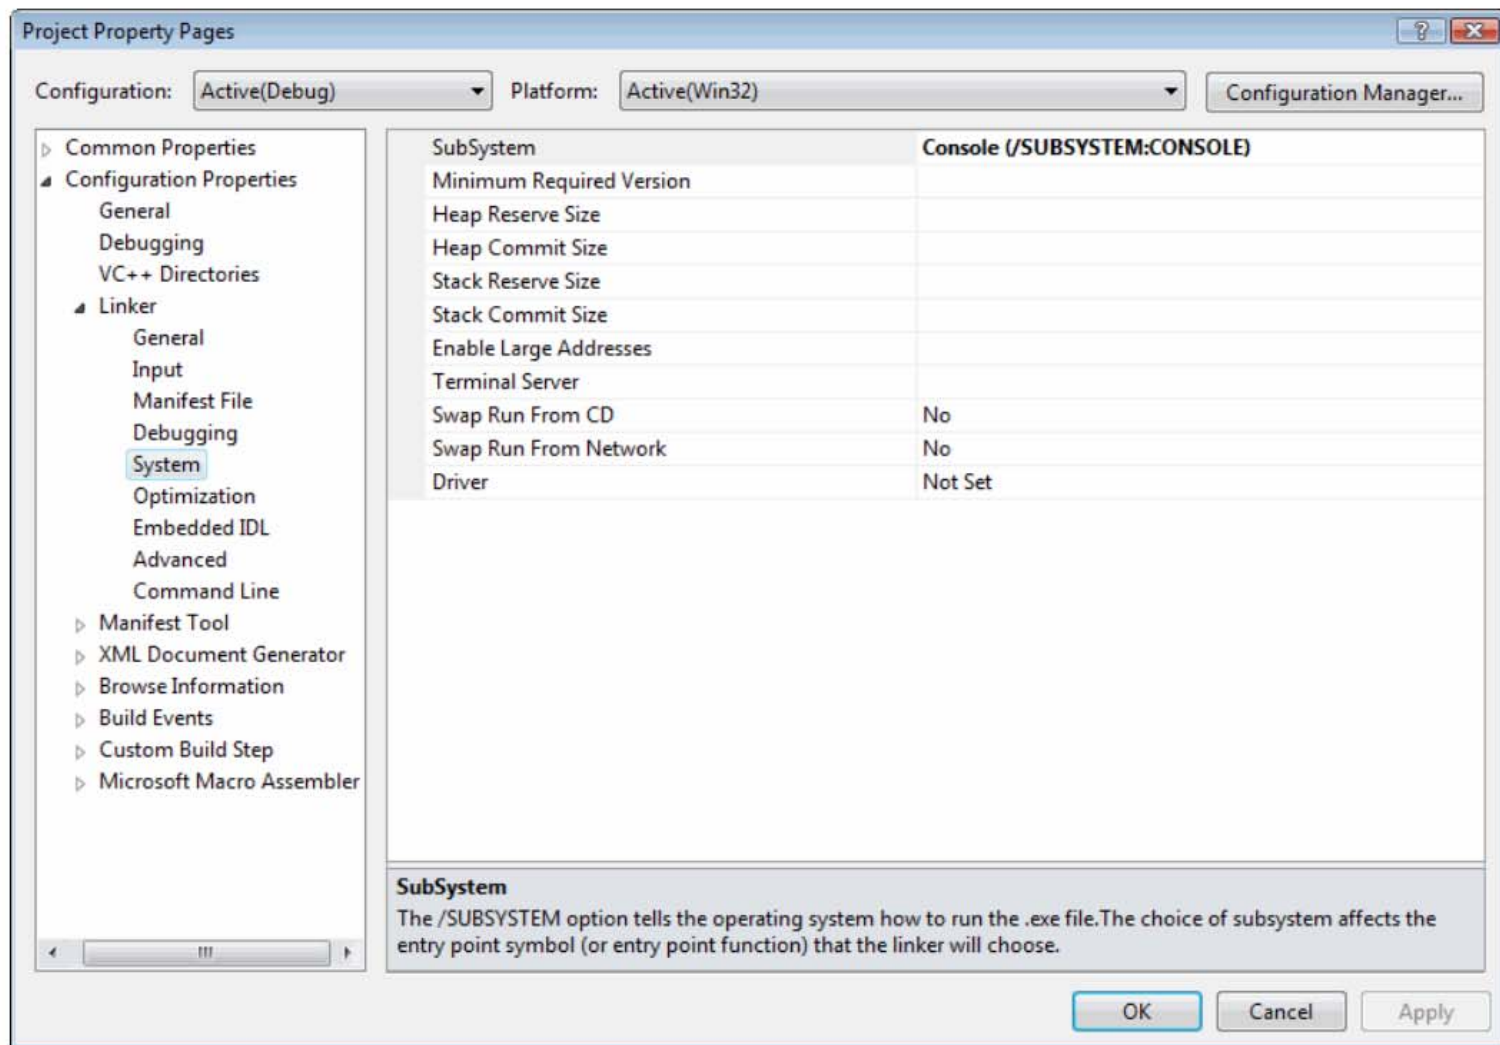 Project Property Pages
Configuration: Active(Debug) Platform: Active(Win32) Configuration Manager...
Common Properties
Configuration Properties
General
Debugging
VC++ Directories
Linker
General
Input
Manifest File
Debugging
System
Optimization
Embedded IDL
Advanced
Command Line
Manifest Tool
XML Document Generator
Browse Information
Build Events
Custom Build Step
Microsoft Macro Assembler
SubSystem Console (/SUBSYSTEM:CONSOLE)
Minimum Required Version
Heap Reserve Size
Heap Commit Size
Stack Reserve Size
Stack Commit Size
Enable Large Addresses
Terminal Server
Swap Run From CD No
Swap Run From Network No
Driver Not Set
SubSystem
The /SUBSYSTEM option tells the operating system how to run the .exe file.The choice of subsystem affects the
entry point symbol (or entry point function) that the linker will choose.
OK Cancel Apply